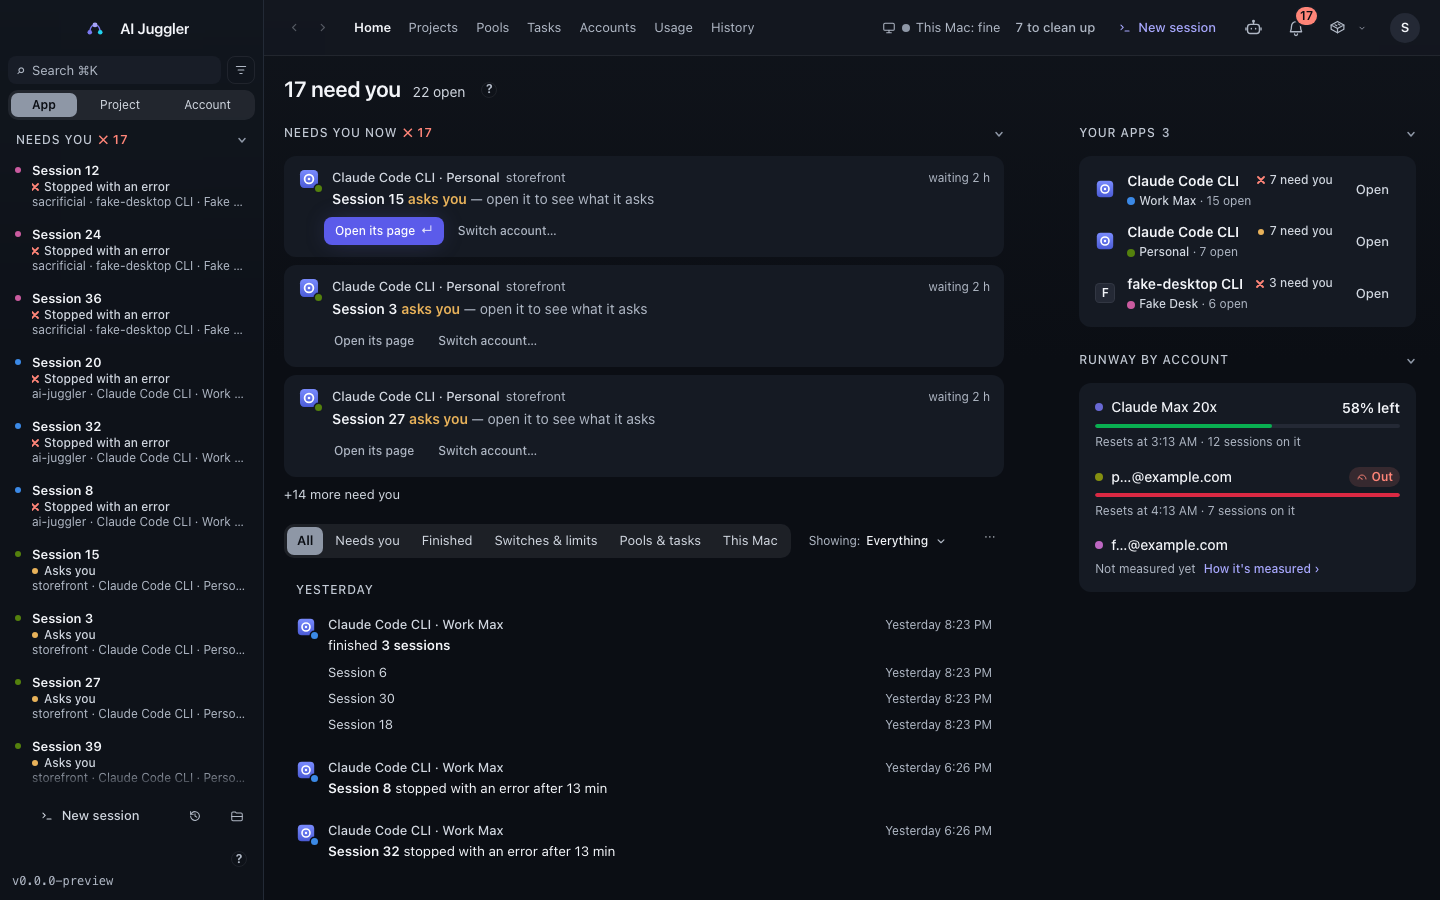 AI Juggler
Search ⌘K
App Project Account
NEEDS YOU 17
Session 12
Stopped with an error
sacrificial · fake-desktop CLI · Fake ...
Session 24
Stopped with an error
sacrificial · fake-desktop CLI · Fake ...
Session 36
Stopped with an error
sacrificial · fake-desktop CLI · Fake ...
Session 20
Stopped with an error
ai-juggler · Claude Code CLI · Work ...
Session 32
Stopped with an error
ai-juggler · Claude Code CLI · Work ...
Session 8
Stopped with an error
ai-juggler · Claude Code CLI · Work ...
Session 15
Asks you
storefront · Claude Code CLI · Perso...
Session 3
Asks you
storefront · Claude Code CLI · Perso...
Session 27
Asks you
storefront · Claude Code CLI · Perso...
Session 39
Asks you
storefront · Claude Code CLI · Perso...
New session
?
v0.0.0-preview
Home Projects Pools Tasks Accounts Usage History
This Mac: fine 7 to clean up New session 17 S
17 need you 22 open ?
NEEDS YOU NOW 17
Claude Code CLI · Personal storefront waiting 2 h
Session 15 asks you — open it to see what it asks
Open its page ↵ Switch account...
Claude Code CLI · Personal storefront waiting 2 h
Session 3 asks you — open it to see what it asks
Open its page Switch account...
Claude Code CLI · Personal storefront waiting 2 h
Session 27 asks you — open it to see what it asks
Open its page Switch account...
+14 more need you
All Needs you Finished Switches & limits Pools & tasks This Mac Showing: Everything ...
YESTERDAY
Claude Code CLI · Work Max Yesterday 8:23 PM
finished 3 sessions
Session 6 Yesterday 8:23 PM
Session 30 Yesterday 8:23 PM
Session 18 Yesterday 8:23 PM
Claude Code CLI · Work Max Yesterday 6:26 PM
Session 8 stopped with an error after 13 min
Claude Code CLI · Work Max Yesterday 6:26 PM
Session 32 stopped with an error after 13 min
YOUR APPS 3
Claude Code CLI 7 need you Open
Work Max · 15 open
Claude Code CLI 7 need you Open
Personal · 7 open
F fake-desktop CLI 3 need you Open
Fake Desk · 6 open
RUNWAY BY ACCOUNT
Claude Max 20x 58% left
Resets at 3:13 AM · 12 sessions on it
p...@example.com Out
Resets at 4:13 AM · 7 sessions on it
f...@example.com
Not measured yet How it's measured ›